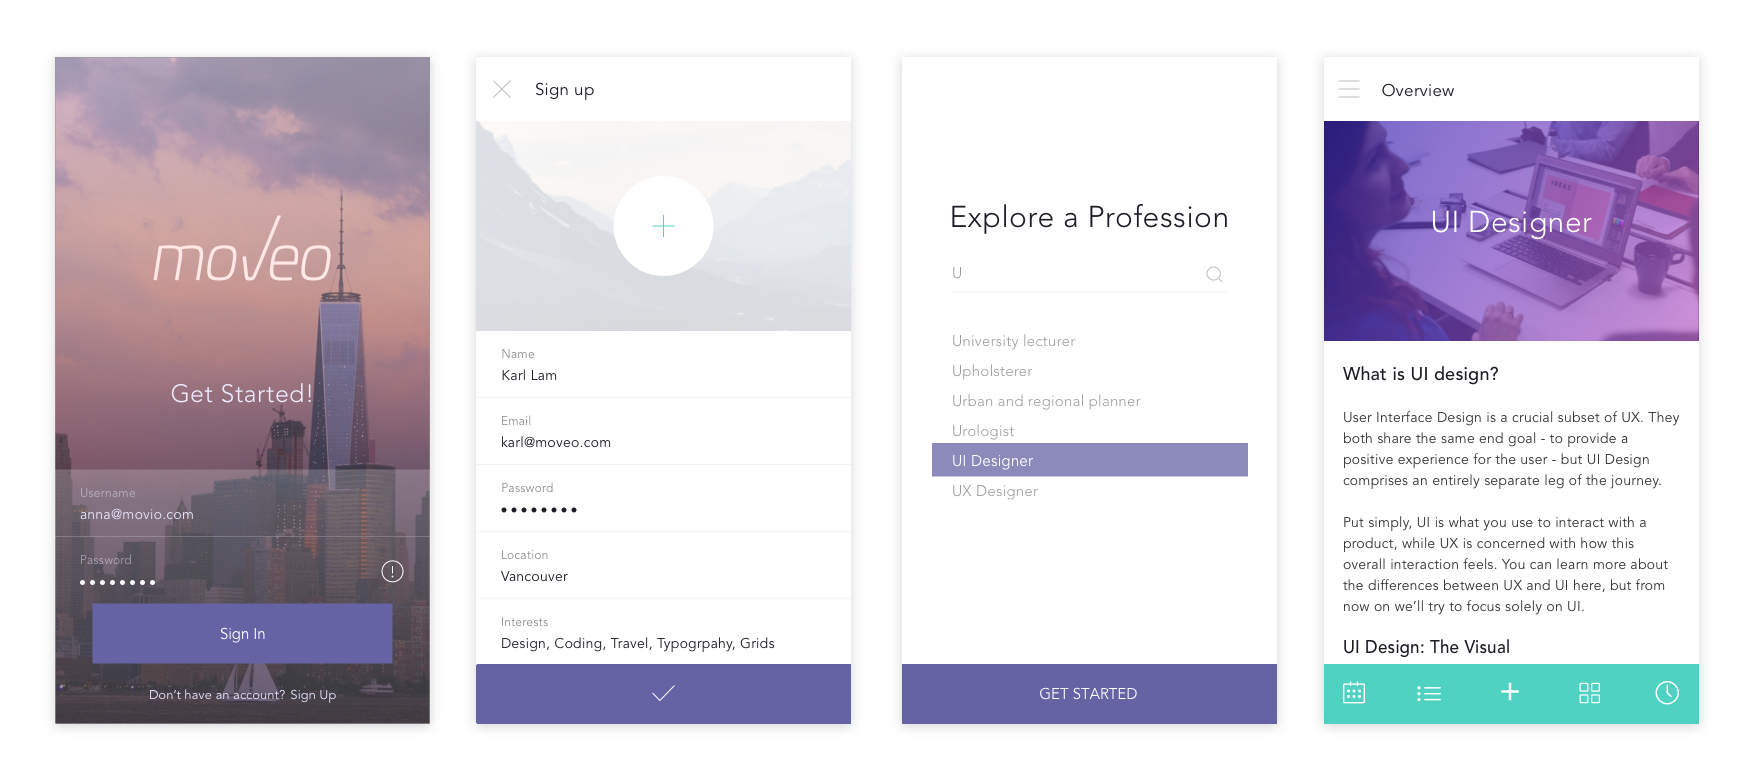 moveo
Get Started!
Username
anna@movio.com
Password
Sign In
Don't have an account? Sign Up
Sign up
Name
Karl Lam
Email
karl@moveo.com
Password
Location
Vancouver
Interests
Design, Coding, Travel, Typogrpahy, Grids
Explore a Profession
U
University lecturer
Upholsterer
Urban and regional planner
Urologist
UI Designer
UX Designer
GET STARTED
Overview
IDEAS
UI Designer
What is UI design?
User Interface Design is a crucial subset of UX. They
both share the same end goal - to provide a
positive experience for the user - but UI Design
comprises an entirely separate leg of the journey.
Put simply, UI is what you use to interact with a
product, while UX is concerned with how this
overall interaction feels. You can learn more about
the differences between UX and UI here, but from
now on we'll try to focus solely on UI.
UI Design: The Visual